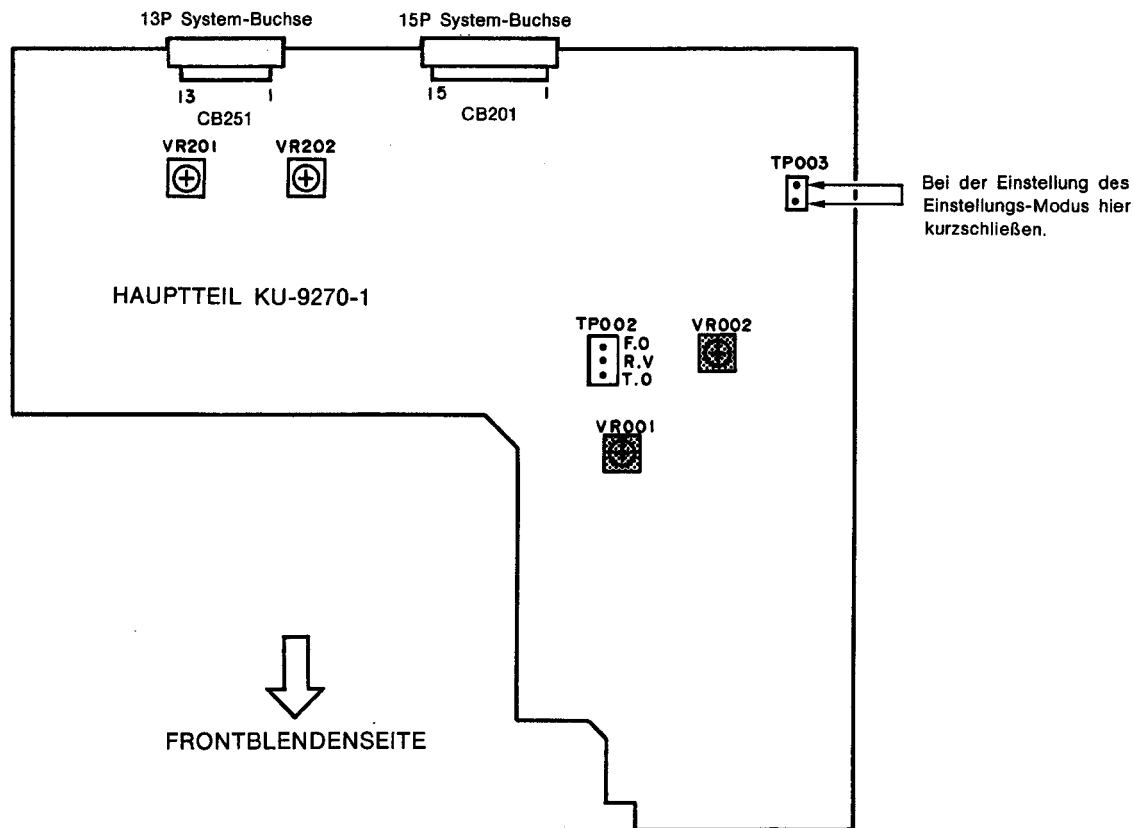 13P System-Buchse
15P System-Buchse
13
1
15
1
CB251
CB201
VR201
VR202
TP003
Bei der Einstellung des
Einstellungs-Modus hier
kurzschließen.
HAUPTTEIL KU-9270-1
TP002
VR002
F.O
R.V
T.O
VR001
FRONTBLENDENSEITE